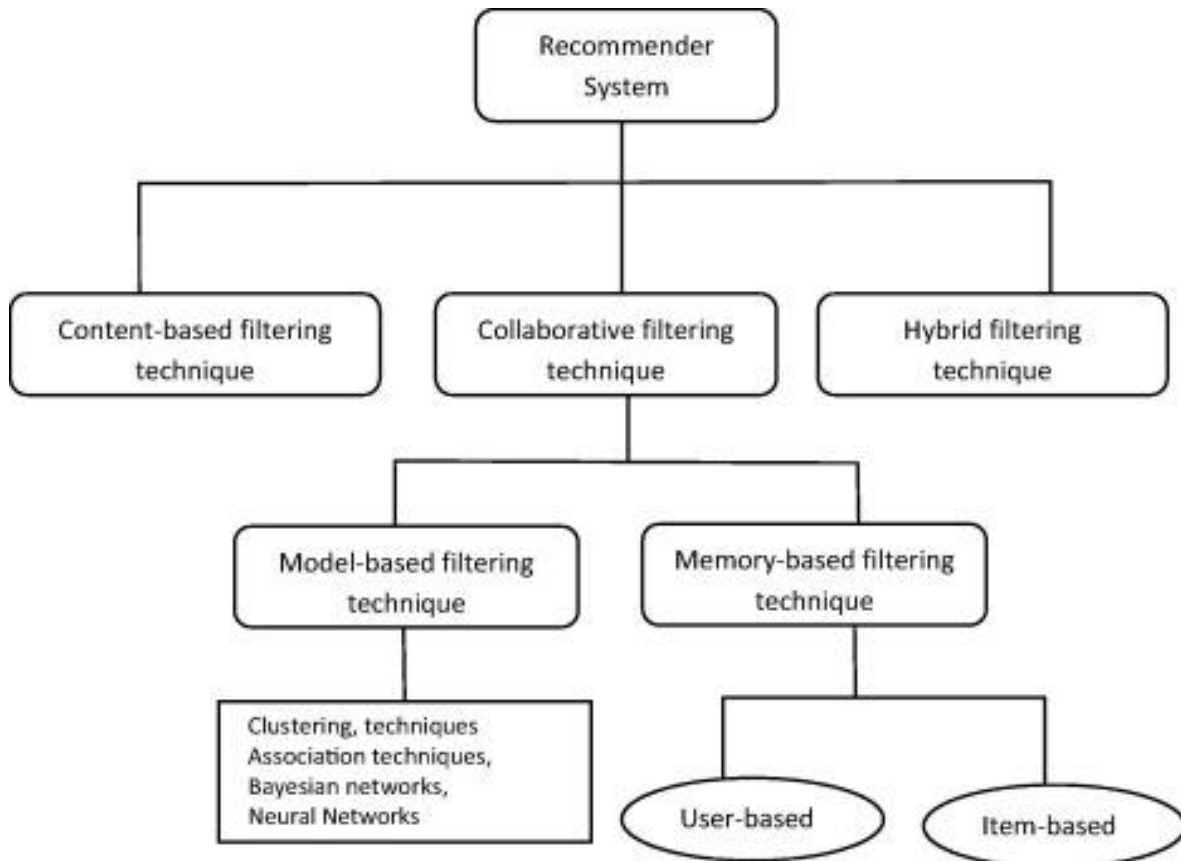 Recommender
System
Content-based filtering
technique
Collaborative filtering
technique
Hybrid filtering
technique
Model-based filtering
technique
Memory-based filtering
technique
Clustering, techniques
Association techniques,
Bayesian networks,
Neural Networks
User-based
Item-based